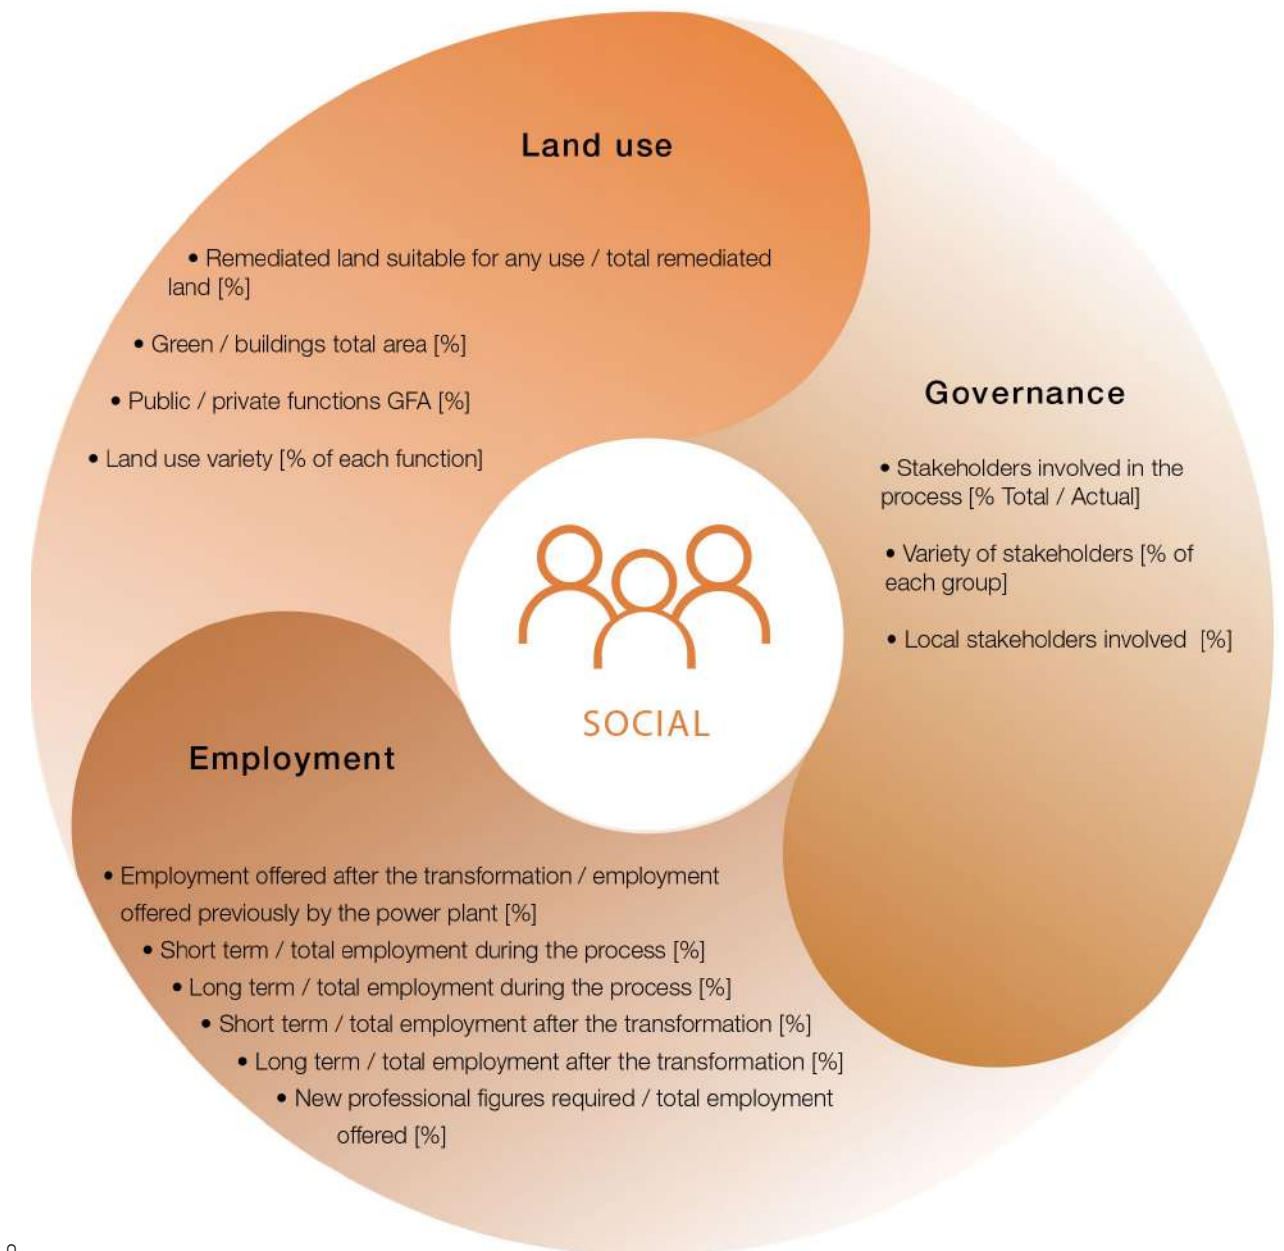 Land use
• Remediated land suitable for any use / total remediated
land [%]
• Green / buildings total area [%]
• Public / private functions GFA [%]
• Land use variety [% of each function]
Governance
• Stakeholders involved in the
process [% Total / Actual]
• Variety of stakeholders [% of
each group]
• Local stakeholders involved [%]
SOCIAL
Employment
• Employment offered after the transformation / employment
offered previously by the power plant [%]
• Short term / total employment during the process [%]
• Long term / total employment during the process [%]
• Short term / total employment after the transformation [%]
• Long term / total employment after the transformation [%]
• New professional figures required / total employment
offered [%]